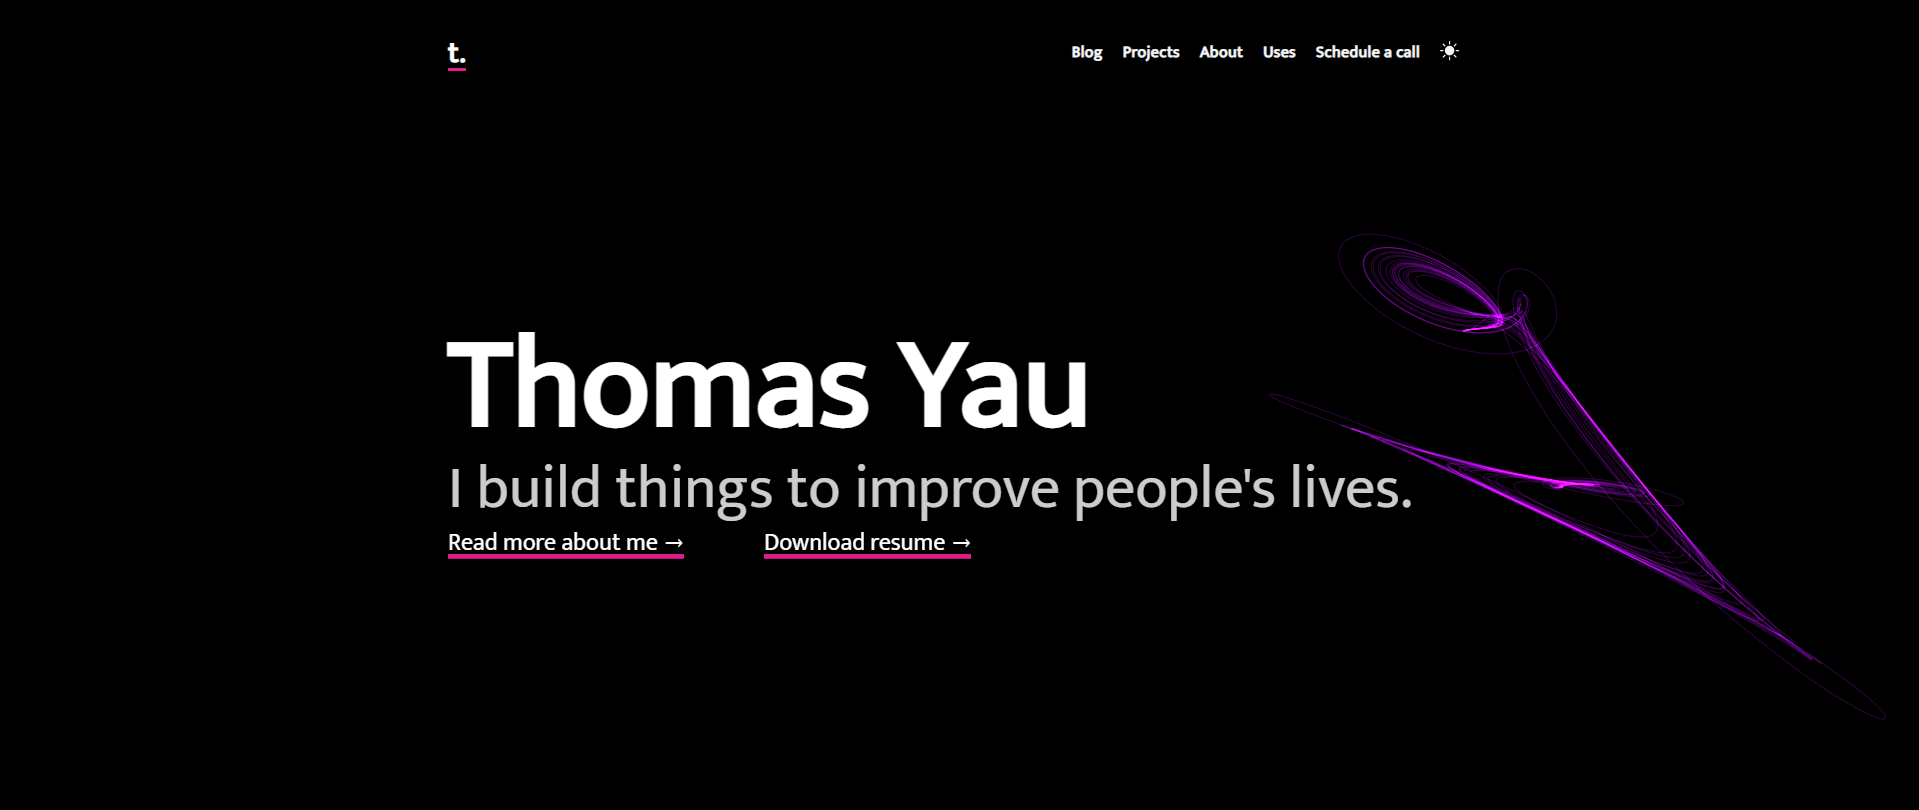 t.
Blog Projects About Uses Schedule a call
Thomas Yau
I build things to improve people's lives.
Read more about me → Download resume →